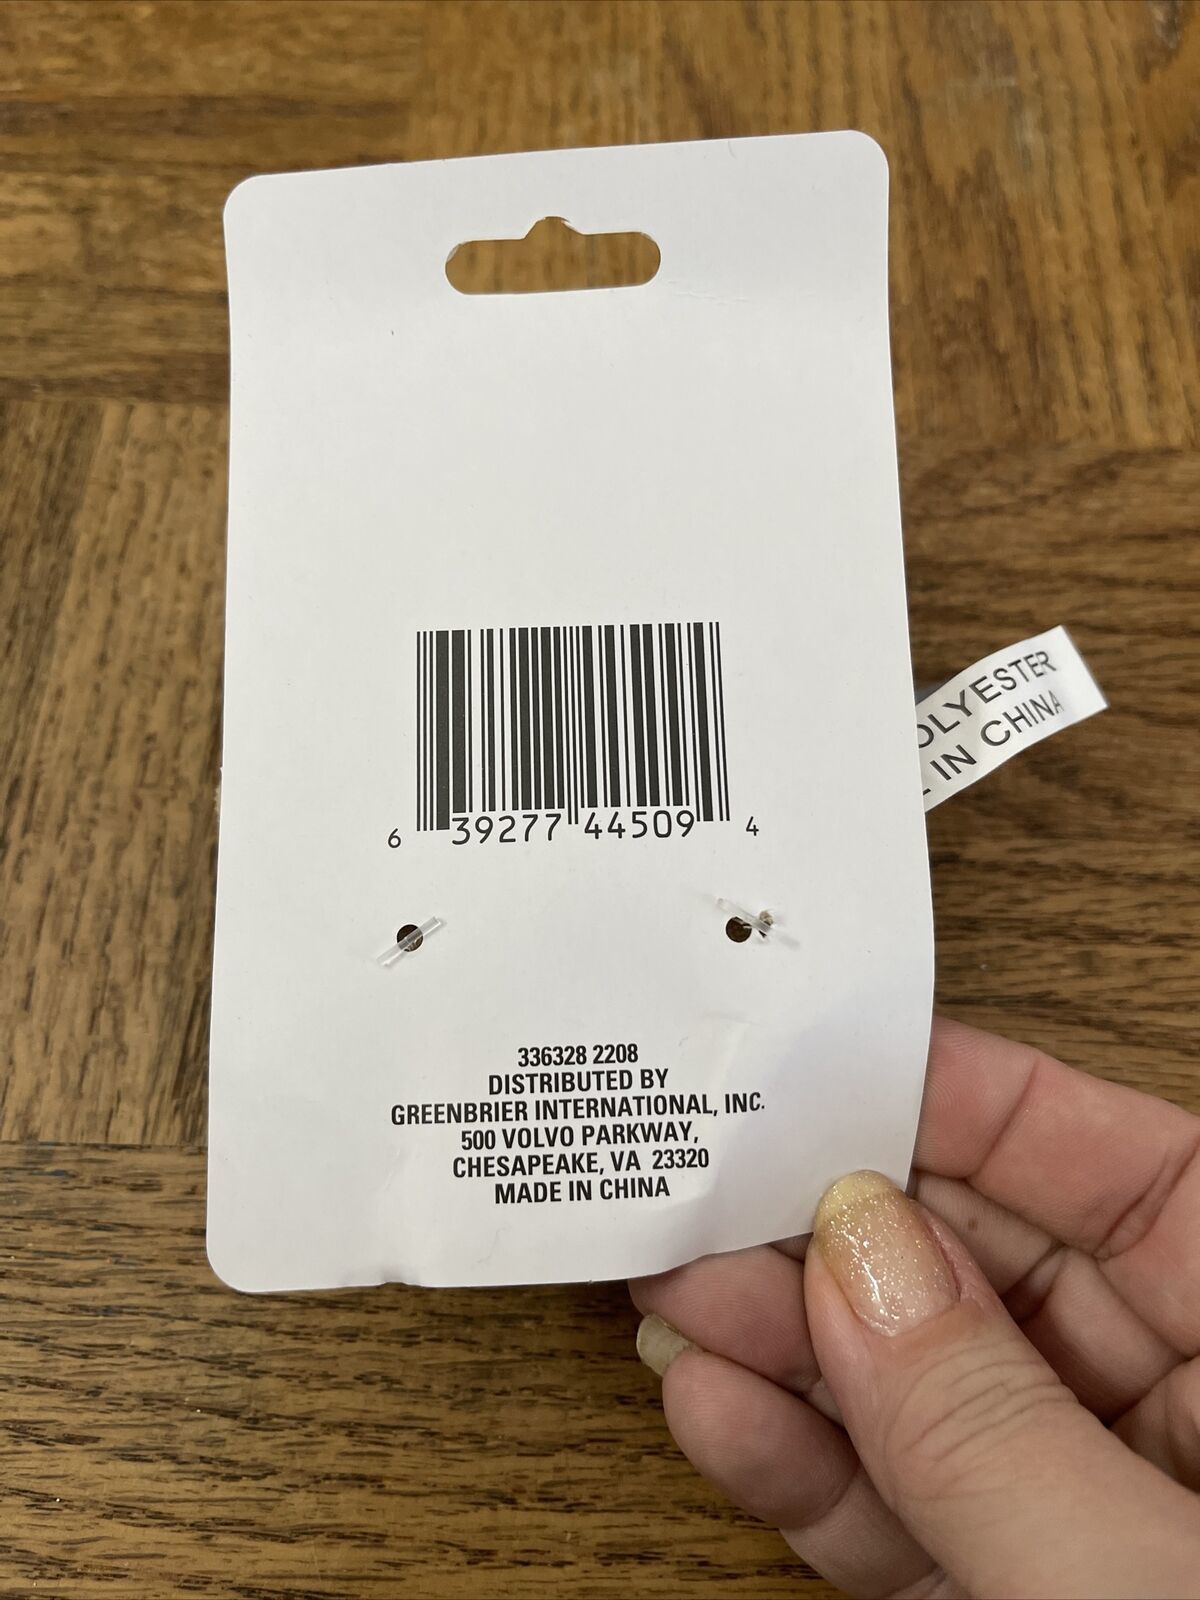 6 39277 44509 4
336328 2208
DISTRIBUTED BY
GREENBRIER INTERNATIONAL, INC.
500 VOLVO PARKWAY,
CHESAPEAKE, VA 23320
MADE IN CHINA
OLYESTER
IN CHINA